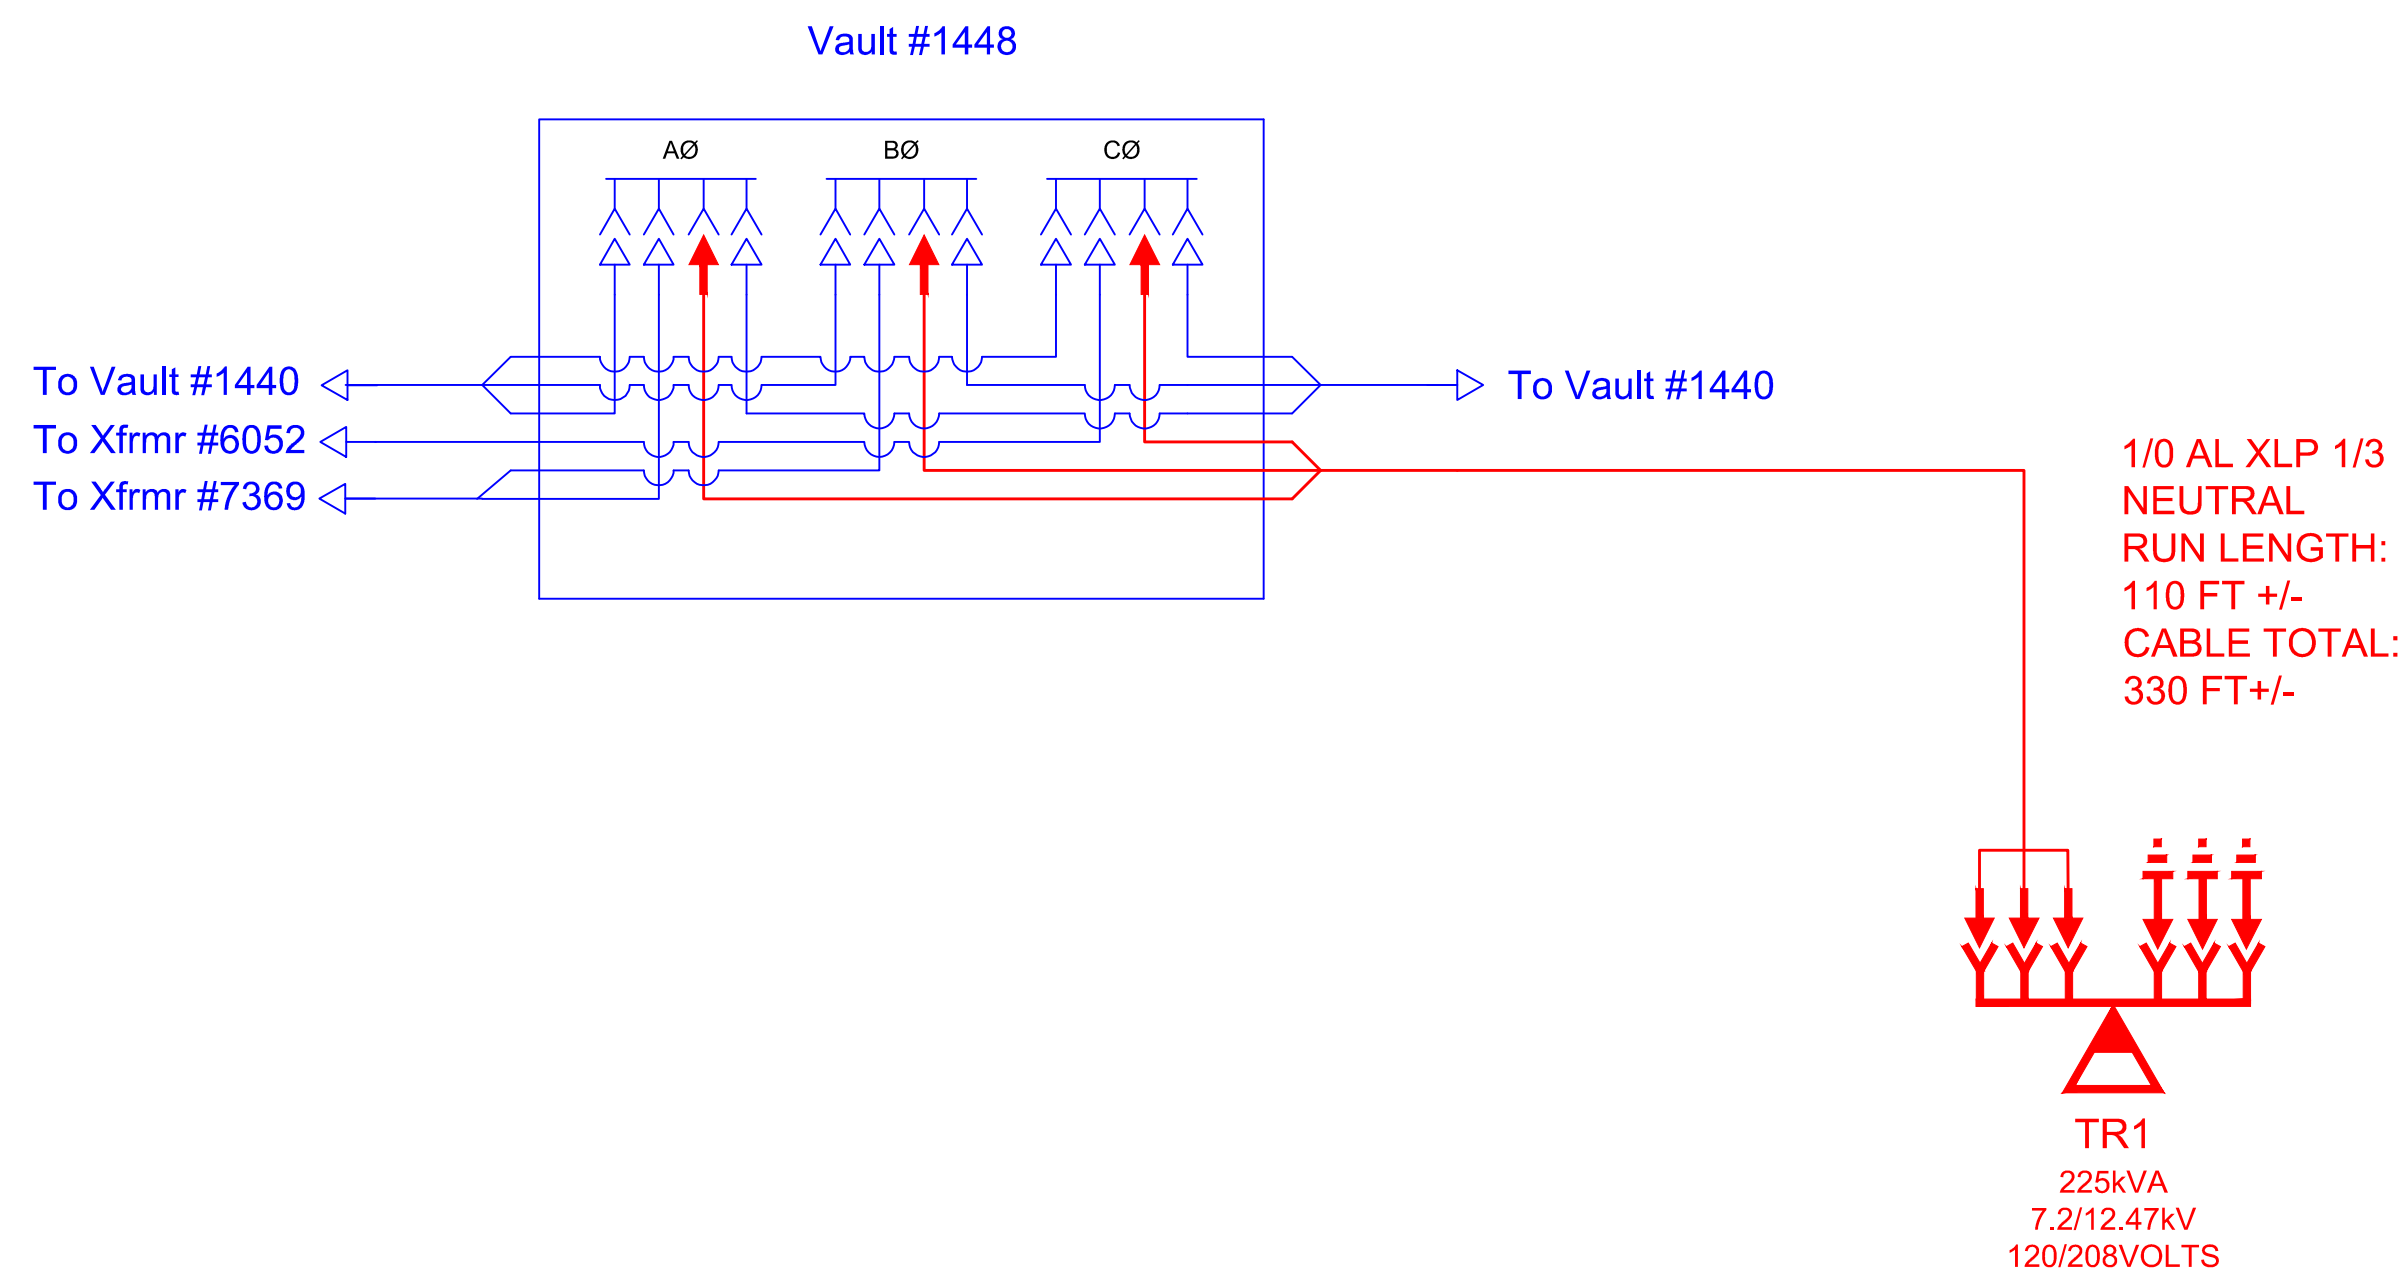 Vault #1448
AØ
BØ
CØ
To Vault #1440
To Xfrmr #6052
To Xfrmr #7369
To Vault #1440
1/0 AL XLP 1/3
NEUTRAL
RUN LENGTH:
110 FT +/-
CABLE TOTAL:
330 FT+/-
TR1
225kVA
7.2/12.47kV
120/208VOLTS